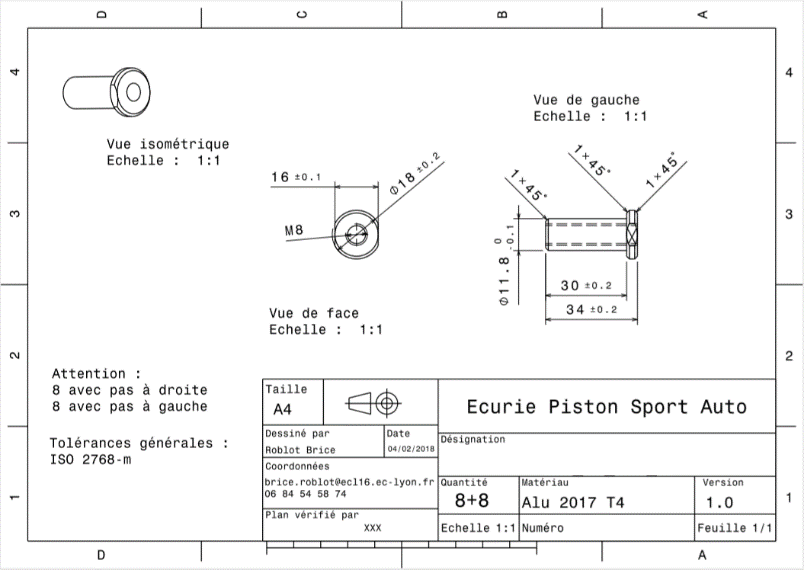 D C B A
4 4
Vue de gauche
Echelle : 1:1
Vue isométrique
Echelle : 1:1
1×45° 1×45° 1×45°
16 ±0.1 Φ18 ±0.2
3 3
M8
Φ11.8 0 -0.1
30 ±0.2
34 ±0.2
Vue de face
Echelle : 1:1
2 2
Attention :
8 avec pas à droite
8 avec pas à gauche
Tolérances générales :
ISO 2768-m
Taille
A4
Ecurie Piston Sport Auto
Dessiné par
Roblot Brice
Date
04/02/2018
Désignation
Coordonnées
brice.roblot@ecl16.ec-lyon.fr
06 84 54 58 74
Quantité
8+8
Matériau
Alu 2017 T4
Version
1.0
Plan vérifié par
XXX
Echelle 1:1 Numéro Feuille 1/1
1 1
D C B A